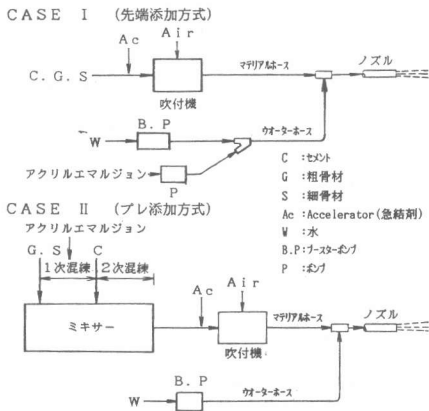 CASE Ⅰ (先端添加方式)
Ac
Air
C.G.S
マテリアルホース
ノズル
吹付機
B.P
W
ウオーターホース
アクリルエマルジョン
P
C :セメント
G :粗骨材
S :細骨材
Ac:Accelerator(急結剤)
W :水
B.P:ブースターポンプ
P :ポンプ
CASE Ⅱ (プレ添加方式)
アクリルエマルジョン
G.S
C
1次混練
2次混練
Ac
Air
ミキサー
マテリアルホース
ノズル
吹付機
B.P
W
ウオーターホース